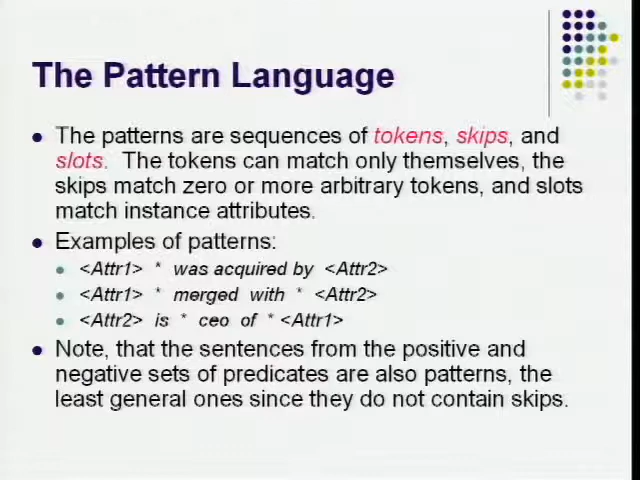 The Pattern Language
The patterns are sequences of tokens, skips, and
slots. The tokens can match only themselves, the
skips match zero or more arbitrary tokens, and slots
match instance attributes.
Examples of patterns:
<Attr1> * was acquired by <Attr2>
<Attr1> * merged with * <Attr2>
<Attr2> is * ceo of * <Attr1>
Note, that the sentences from the positive and
negative sets of predicates are also patterns, the
least general ones since they do not contain skips.